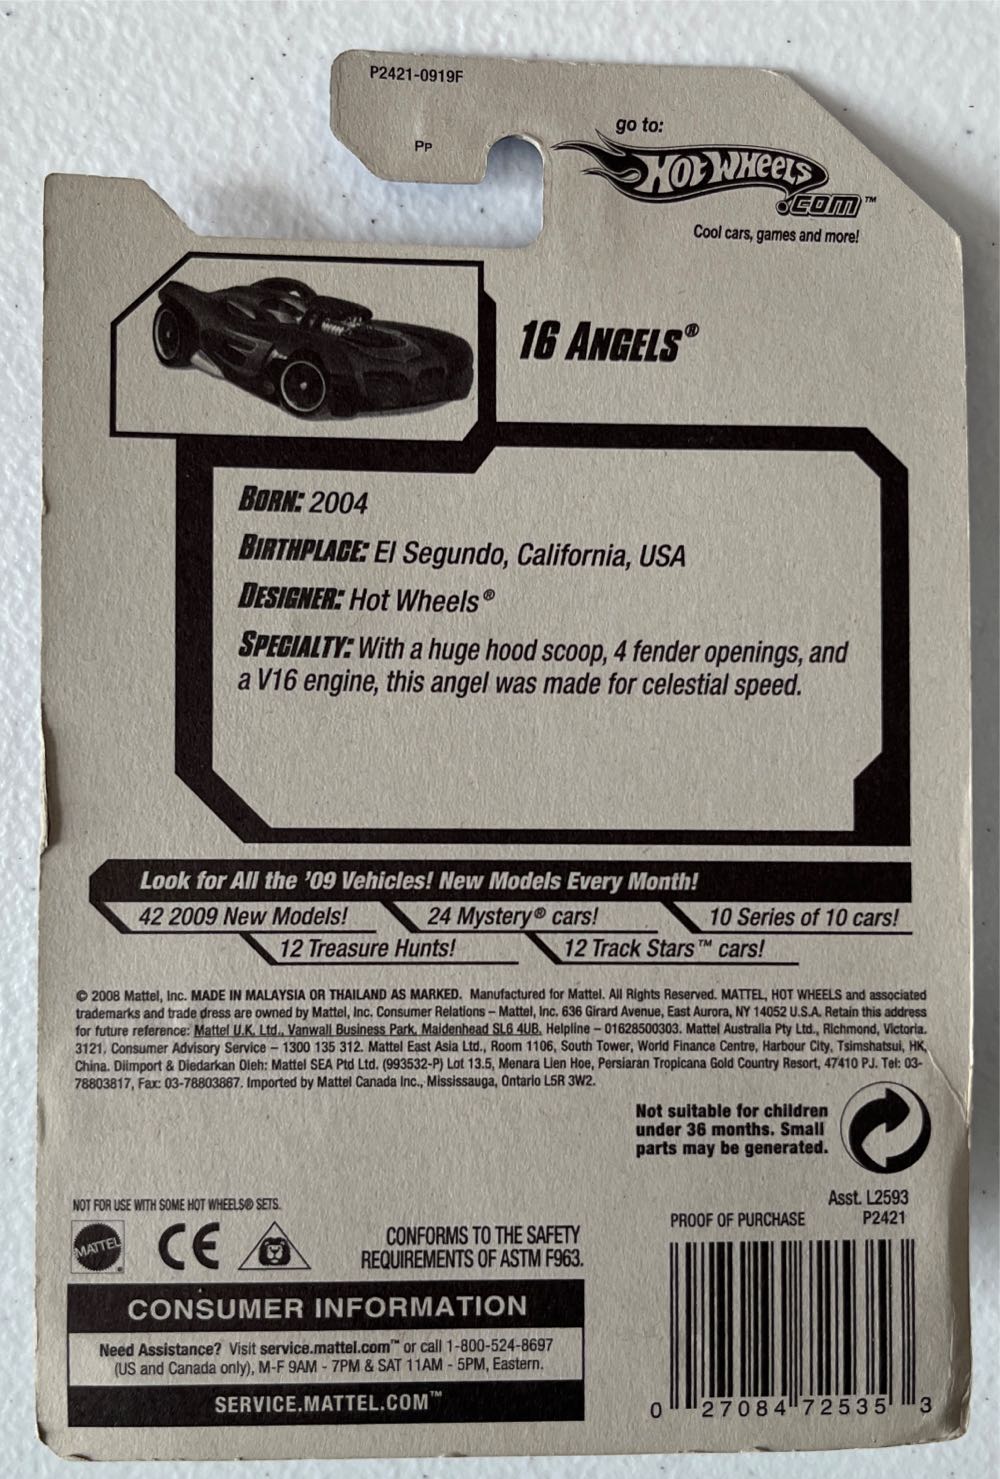 P2421-0919F
PP
go to:
HOT WHEELS
.COM™
Cool cars, games and more!
16 ANGELS®
BORN: 2004
BIRTHPLACE: El Segundo, California, USA
DESIGNER: Hot Wheels®
SPECIALTY: With a huge hood scoop, 4 fender openings, and
a V16 engine, this angel was made for celestial speed.
Look for All the '09 Vehicles! New Models Every Month!
42 2009 New Models! 24 Mystery® cars! 10 Series of 10 cars!
12 Treasure Hunts! 12 Track Stars™ cars!
© 2008 Mattel, Inc. MADE IN MALAYSIA OR THAILAND AS MARKED. Manufactured for Mattel. All Rights Reserved. MATTEL, HOT WHEELS and associated
trademarks and trade dress are owned by Mattel, Inc. Consumer Relations – Mattel, Inc. 636 Girard Avenue, East Aurora, NY 14052 U.S.A. Retain this address
for future reference: Mattel U.K. Ltd., Vanwall Business Park, Maidenhead SL6 4UB. Helpline – 01628500303. Mattel Australia Pty Ltd., Richmond, Victoria.
3121. Consumer Advisory Service – 1300 135 312. Mattel East Asia Ltd., Room 1106, South Tower, World Finance Centre, Harbour City, Tsimshatsui, HK,
China. Diimport & Diedarkan Oleh: Mattel SEA Ptd Ltd. (993532-P) Lot 13.5, Menara Lien Hoe, Persiaran Tropicana Gold Country Resort, 47410 PJ. Tel: 03-
78803817, Fax: 03-78803867. Imported by Mattel Canada Inc., Mississauga, Ontario L5R 3W2.
Not suitable for children
under 36 months. Small
parts may be generated.
NOT FOR USE WITH SOME HOT WHEELS® SETS.
MATTEL
CE
CONFORMS TO THE SAFETY
REQUIREMENTS OF ASTM F963.
Asst. L2593
PROOF OF PURCHASE P2421
CONSUMER INFORMATION
Need Assistance? Visit service.mattel.com™ or call 1-800-524-8697
(US and Canada only), M-F 9AM - 7PM & SAT 11AM - 5PM, Eastern.
SERVICE.MATTEL.COM™
0 27084 72535 3